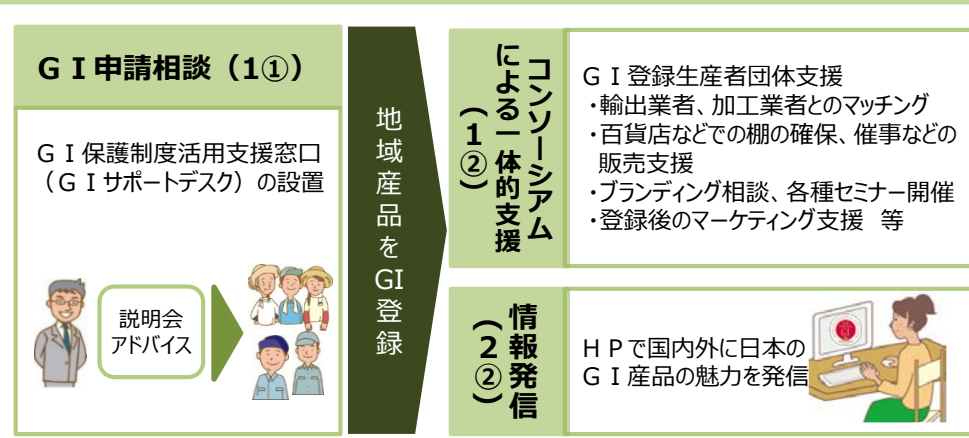 ＧＩ申請相談（1①）
ＧＩ保護制度活用支援窓口
（ＧＩサポートデスク）の設置
説明会
アドバイス
地域産品をGI登録
コンソーシアム
による一体的支援
（1②）
ＧＩ登録生産者団体支援
・輸出業者、加工業者とのマッチング
・百貨店などでの棚の確保、催事などの
販売支援
・ブランディング相談、各種セミナー開催
・登録後のマーケティング支援　等
情報発信
（2②）
ＨＰで国内外に日本の
ＧＩ産品の魅力を発信